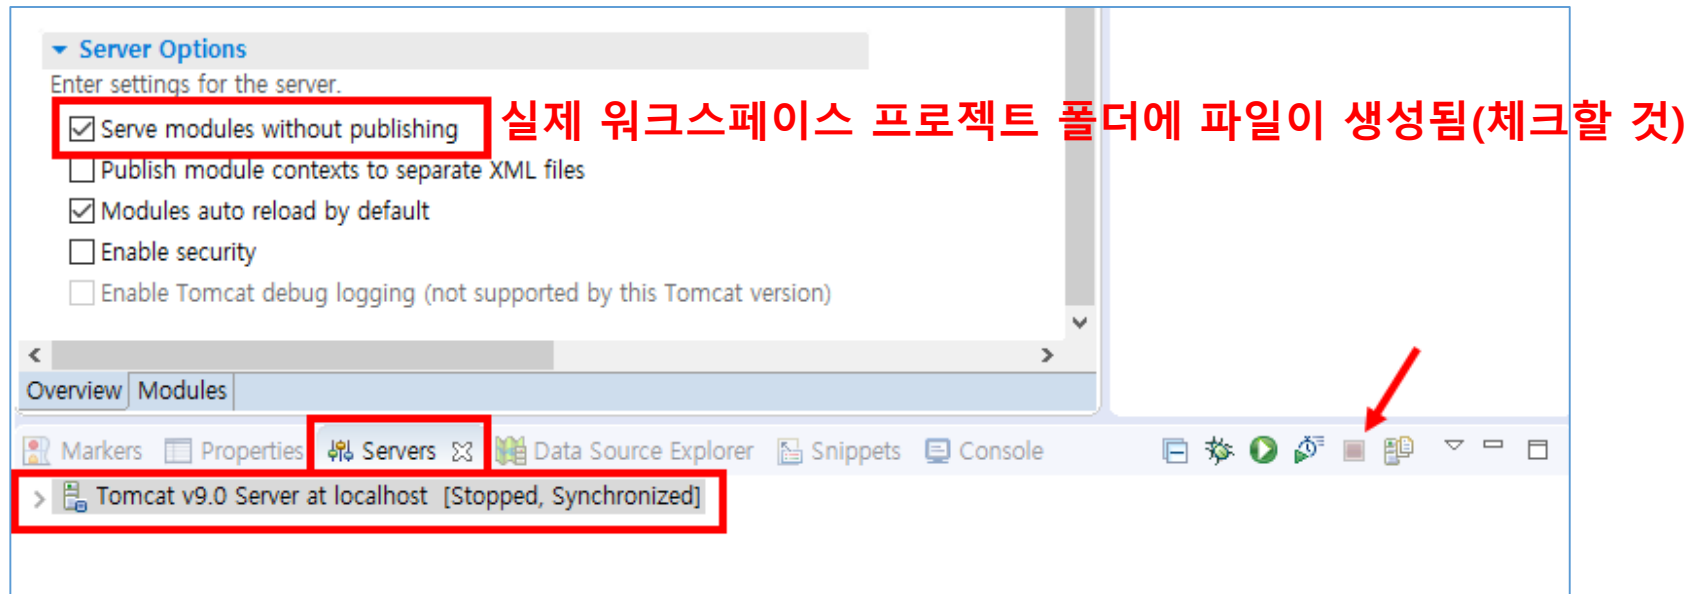 Server Options
Enter settings for the server.
Serve modules without publishing
실제 워크스페이스 프로젝트 폴더에 파일이 생성됨(체크할 것)
Publish module contexts to separate XML files
Modules auto reload by default
Enable security
Enable Tomcat debug logging (not supported by this Tomcat version)
Overview Modules
Markers Properties Servers Data Source Explorer Snippets Console
Tomcat v9.0 Server at localhost [Stopped, Synchronized]